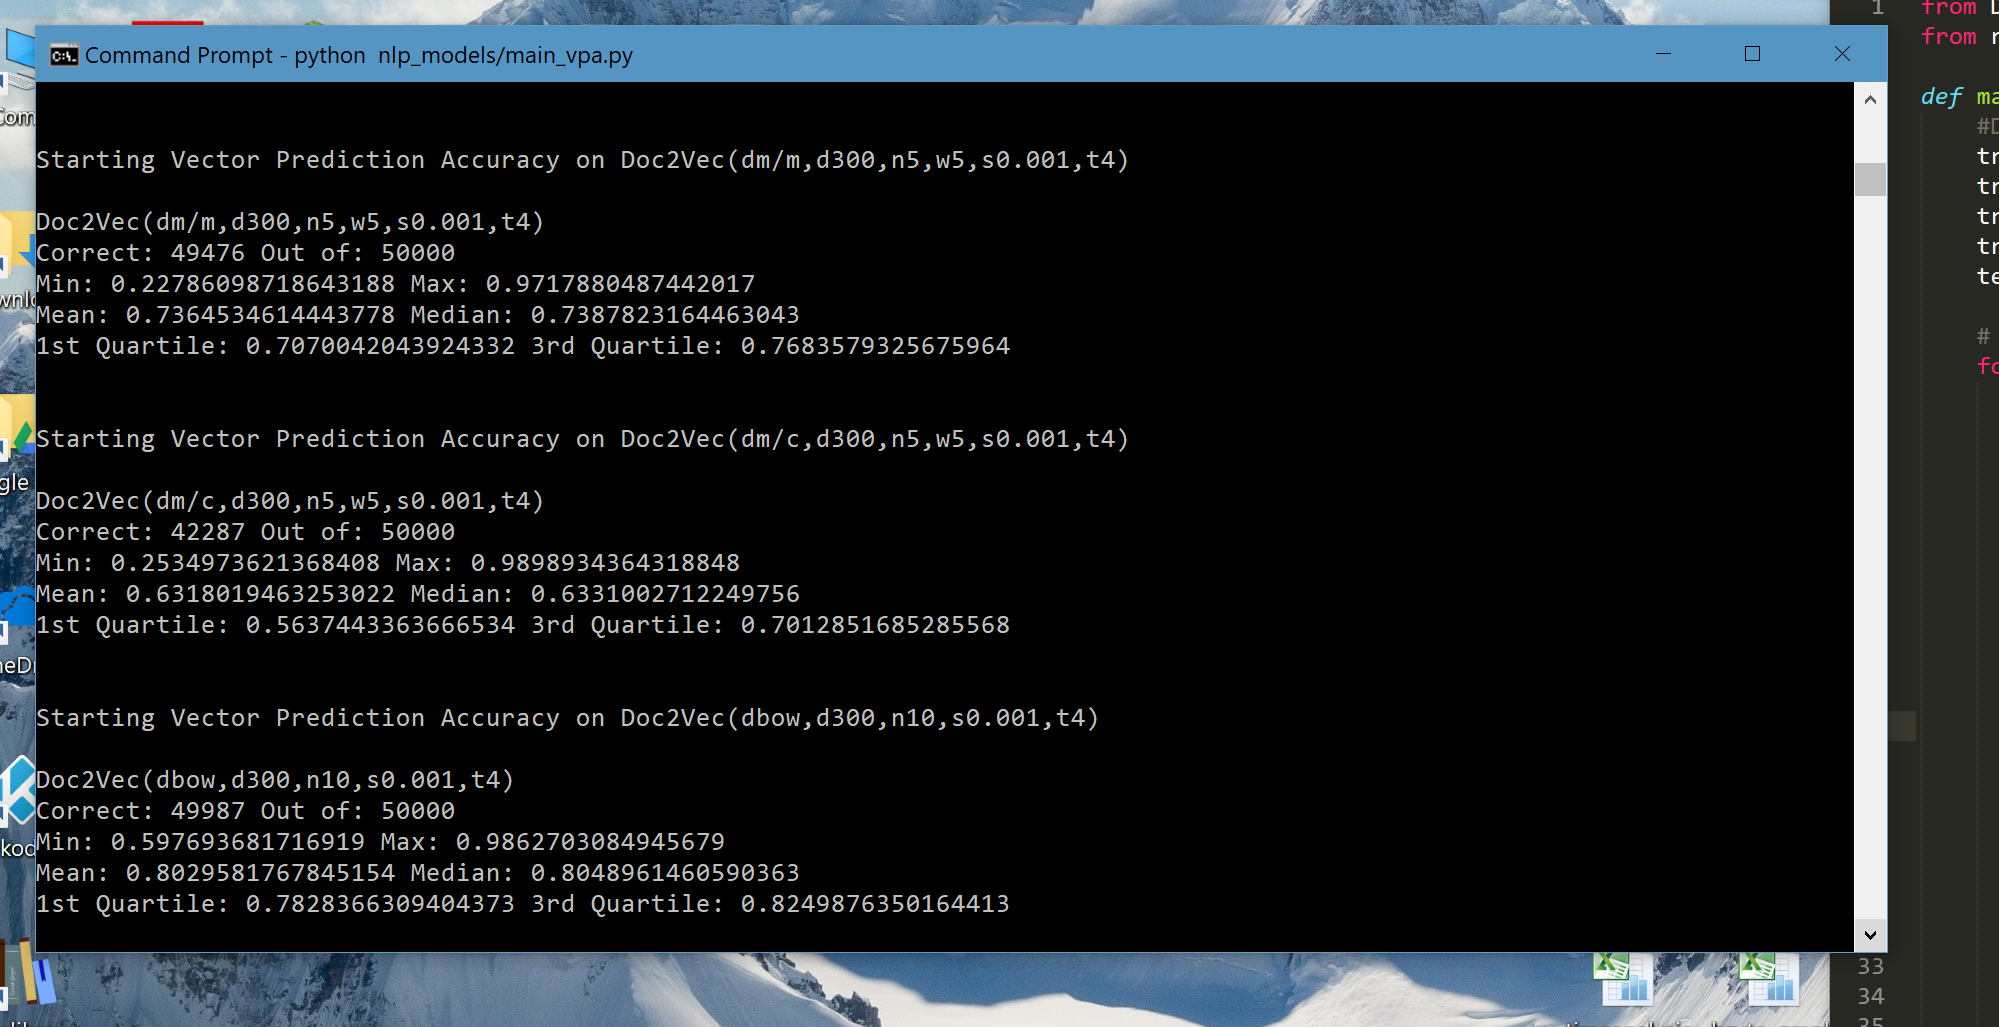 Command Prompt - python  nlp_models/main_vpa.py
Starting Vector Prediction Accuracy on Doc2Vec(dm/m,d300,n5,w5,s0.001,t4)
Doc2Vec(dm/m,d300,n5,w5,s0.001,t4)
Correct: 49476 Out of: 50000
Min: 0.22786098718643188 Max: 0.9717880487442017
Mean: 0.7364534614443778 Median: 0.7387823164463043
1st Quartile: 0.7070042043924332 3rd Quartile: 0.7683579325675964
Starting Vector Prediction Accuracy on Doc2Vec(dm/c,d300,n5,w5,s0.001,t4)
Doc2Vec(dm/c,d300,n5,w5,s0.001,t4)
Correct: 42287 Out of: 50000
Min: 0.2534973621368408 Max: 0.9898934364318848
Mean: 0.6318019463253022 Median: 0.6331002712249756
1st Quartile: 0.5637443363666534 3rd Quartile: 0.7012851685285568
Starting Vector Prediction Accuracy on Doc2Vec(dbow,d300,n10,s0.001,t4)
Doc2Vec(dbow,d300,n10,s0.001,t4)
Correct: 49987 Out of: 50000
Min: 0.597693681716919 Max: 0.9862703084945679
Mean: 0.8029581767845154 Median: 0.8048961460590363
1st Quartile: 0.7828366309404373 3rd Quartile: 0.8249876350164413
1 from D
from
def ma
#D
tr
tr
tr
tr
te
#
fo
33
34
35